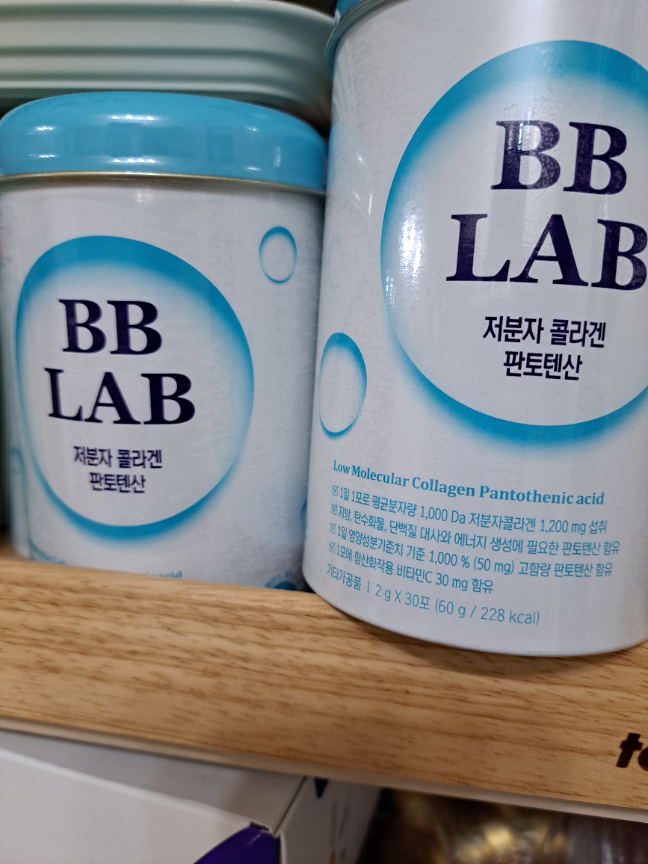 BB
LAB
저분자 콜라겐
판토텐산
BB
LAB
저분자 콜라겐
판토텐산
Low Molecular Collagen Pantothenic acid
1일 1포로 평균분자량 1,000 Da 저분자콜라겐 1,200 mg 섭취
지방, 탄수화물, 단백질 대사와 에너지 생성에 필요한 판토텐산 함유
1일 영양성분기준치 기준 1,000 % (50 mg) 고함량 판토텐산 함유
1포에 항산화작용 비타민C 30 mg 함유
기타가공품 | 2 g X 30포 (60 g / 228 kcal)